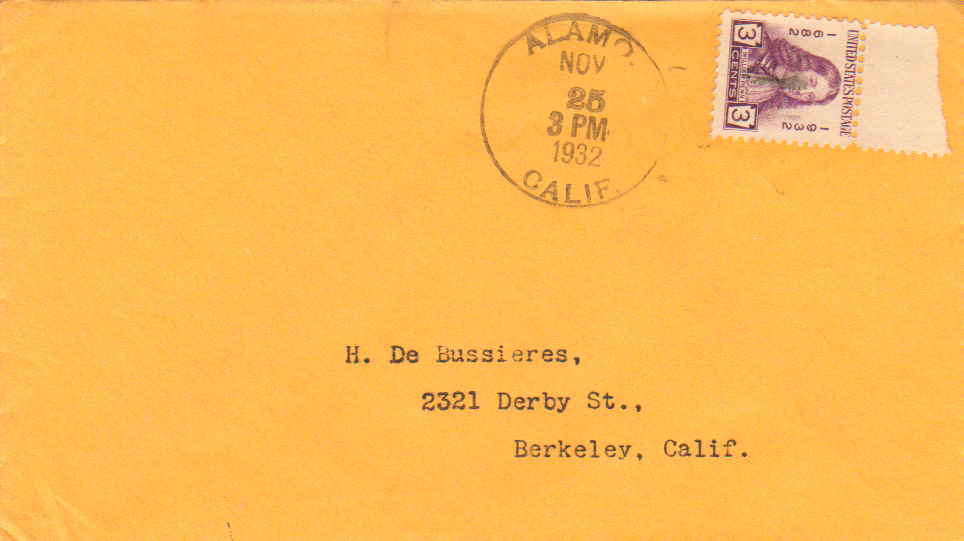 ALAMO.
NOV
25
3 PM
1932
CALIF.
UNITED STATES POSTAGE
1682
1932
3 CENTS 3
H. De Bussieres,
2321 Derby St.,
Berkeley, Calif.